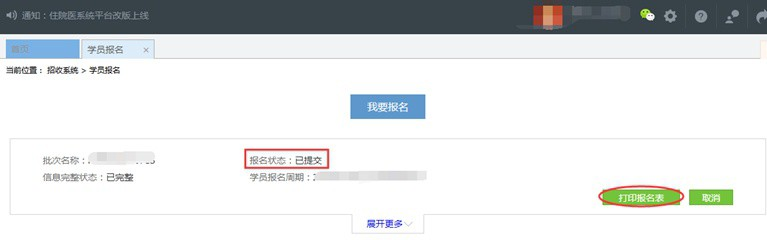 通知：住院医系统平台改版上线
首页 学员报名 ×
当前位置： 招收系统 > 学员报名
我要报名
批次名称： 报名状态：已提交
信息完整状态：已完整 学员报名周期：2
打印报名表 取消
展开更多